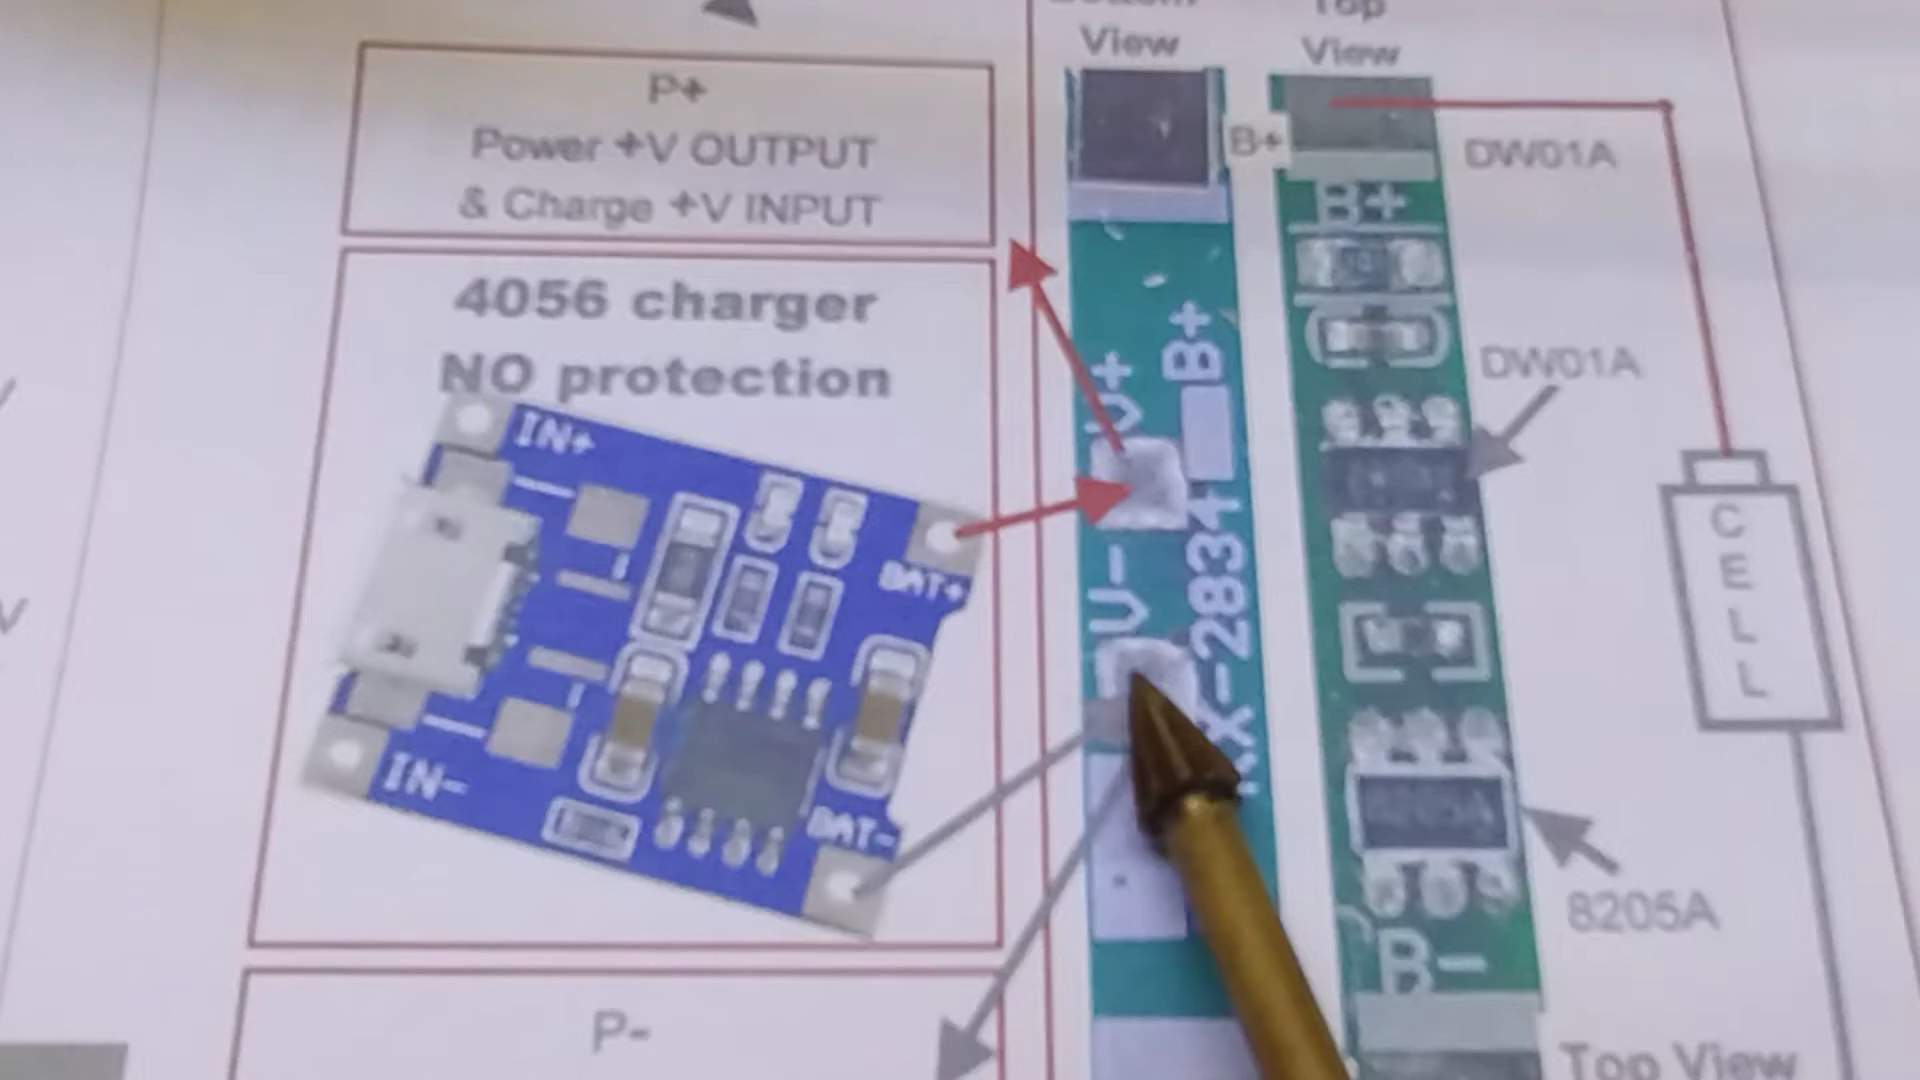 View
Top
View
P+
Power +V OUTPUT
& Charge +V INPUT
B+
DW01A
B+
4056 charger
NO protection
IN+
BAT+
IN-
BAT-
B+
V-
DW01A
C
E
L
L
8205A
B-
P-
Top View